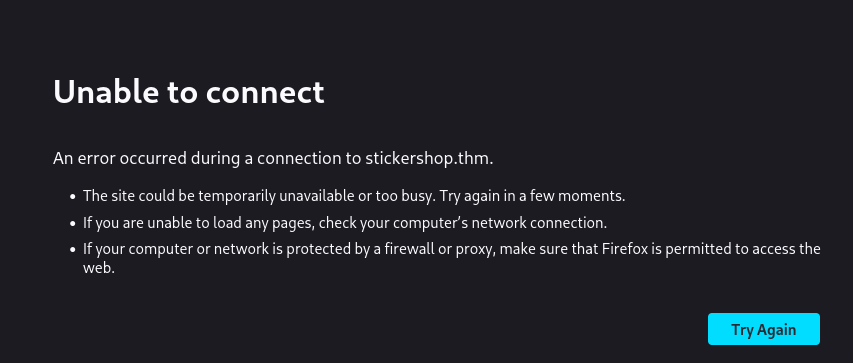 Unable to connect
An error occurred during a connection to stickershop.thm.
• The site could be temporarily unavailable or too busy. Try again in a few moments.
• If you are unable to load any pages, check your computer’s network connection.
• If your computer or network is protected by a firewall or proxy, make sure that Firefox is permitted to access the
web.
Try Again